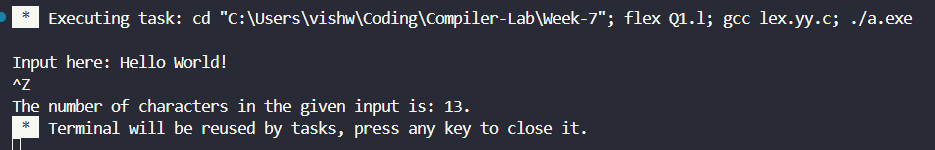 * Executing task: cd "C:\Users\vishw\Coding\Compiler-Lab\Week-7"; flex Q1.l; gcc lex.yy.c; ./a.exe
Input here: Hello World!
^Z
The number of characters in the given input is: 13.
* Terminal will be reused by tasks, press any key to close it.